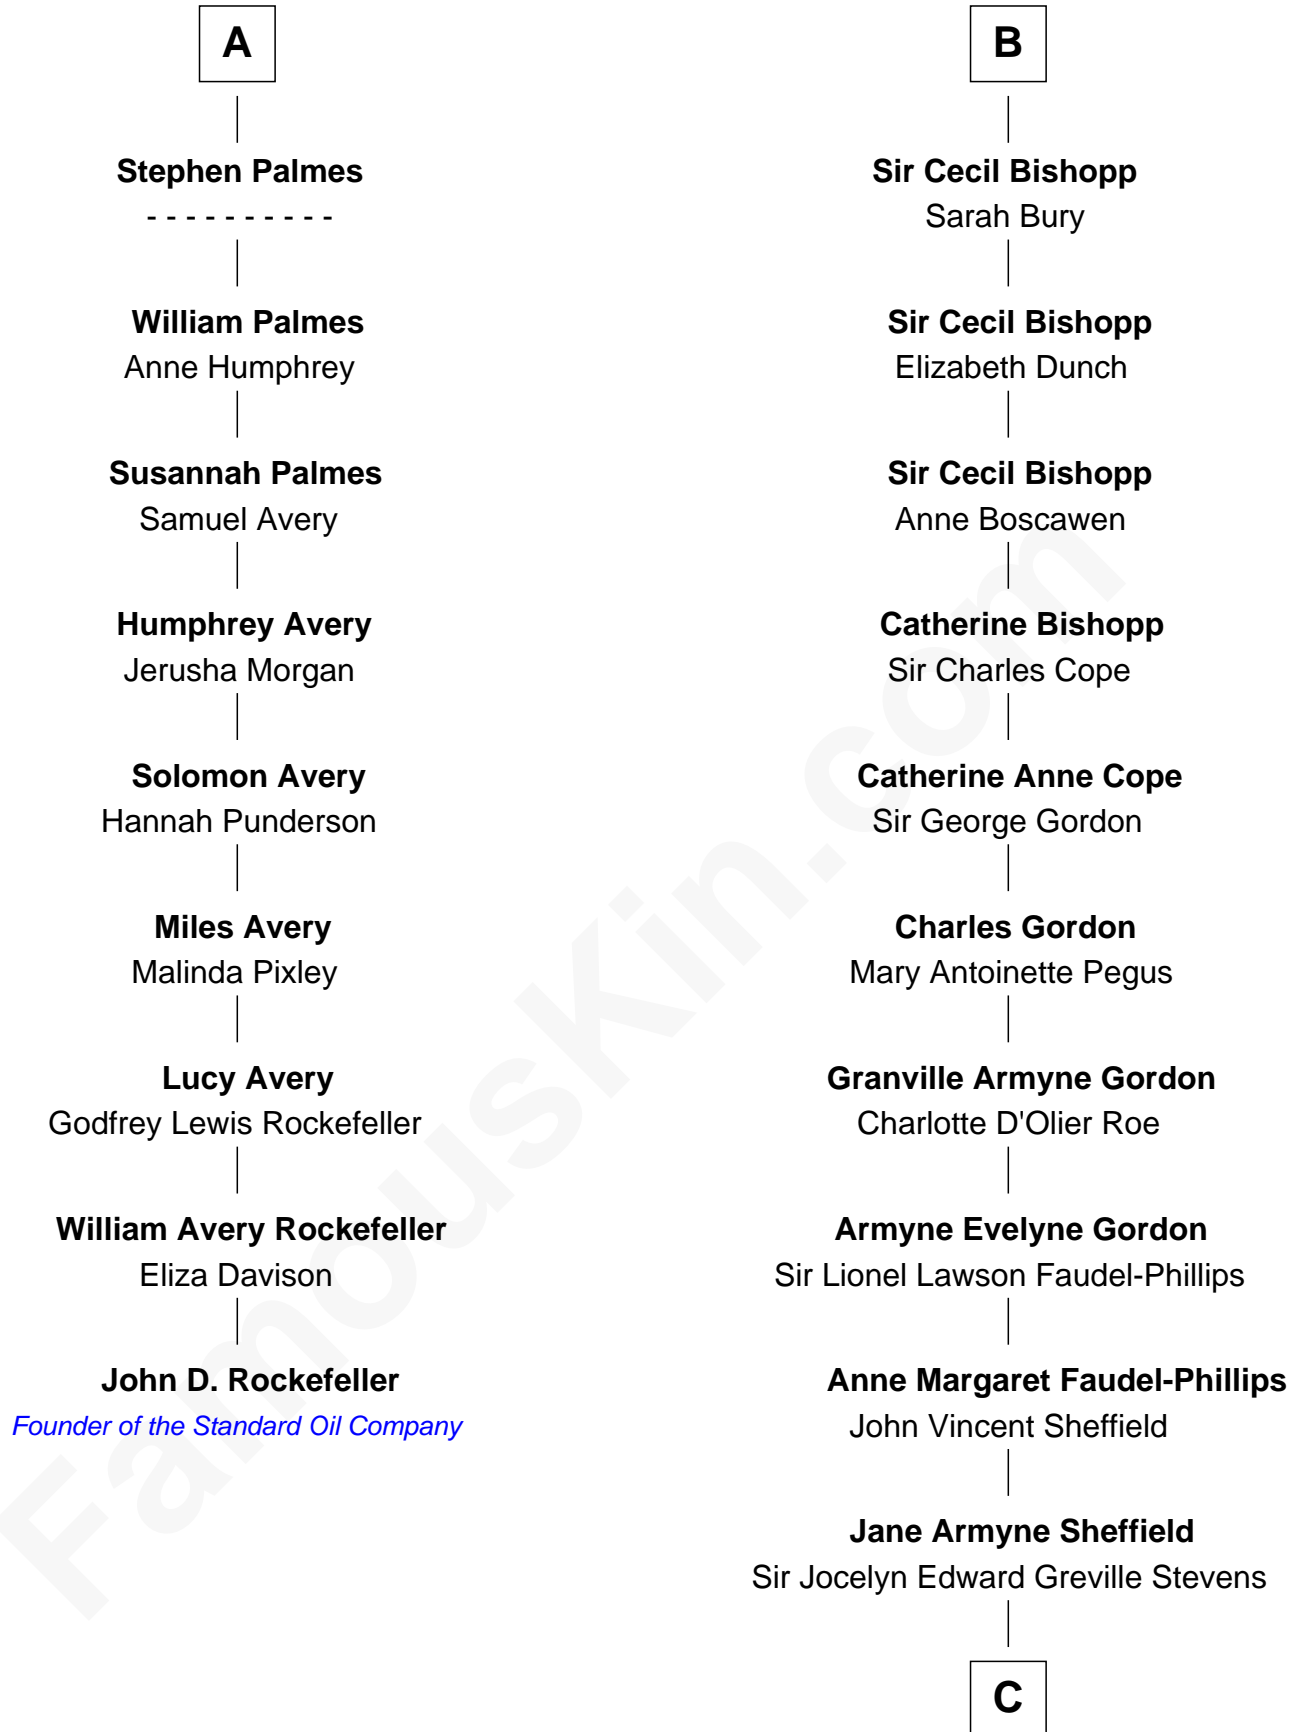 A
Stephen Palmes
- - - - - - - - - -
William Palmes
Anne Humphrey
Susannah Palmes
Samuel Avery
Humphrey Avery
Jerusha Morgan
Solomon Avery
Hannah Punderson
Miles Avery
Malinda Pixley
Lucy Avery
Godfrey Lewis Rockefeller
William Avery Rockefeller
Eliza Davison
John D. Rockefeller
Founder of the Standard Oil Company
B
Sir Cecil Bishopp
Sarah Bury
Sir Cecil Bishopp
Elizabeth Dunch
Sir Cecil Bishopp
Anne Boscawen
Catherine Bishopp
Sir Charles Cope
Catherine Anne Cope
Sir George Gordon
Charles Gordon
Mary Antoinette Pegus
Granville Armyne Gordon
Charlotte D'Olier Roe
Armyne Evelyne Gordon
Sir Lionel Lawson Faudel-Phillips
Anne Margaret Faudel-Phillips
John Vincent Sheffield
Jane Armyne Sheffield
Sir Jocelyn Edward Greville Stevens
C
FamousKin.com